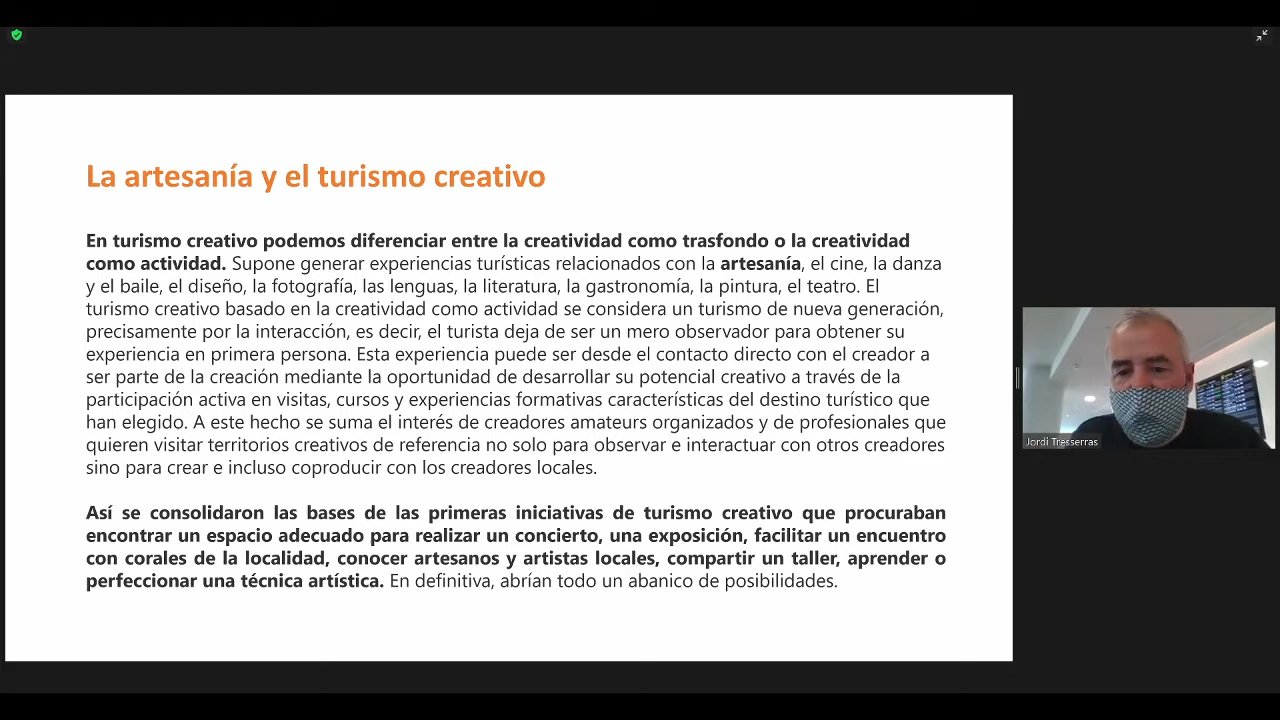 La artesanía y el turismo creativo
En turismo creativo podemos diferenciar entre la creatividad como trasfondo o la creatividad
como actividad. Supone generar experiencias turísticas relacionados con la artesanía, el cine, la danza
y el baile, el diseño, la fotografía, las lenguas, la literatura, la gastronomía, la pintura, el teatro. El
turismo creativo basado en la creatividad como actividad se considera un turismo de nueva generación,
precisamente por la interacción, es decir, el turista deja de ser un mero observador para obtener su
experiencia en primera persona. Esta experiencia puede ser desde el contacto directo con el creador a
ser parte de la creación mediante la oportunidad de desarrollar su potencial creativo a través de la
participación activa en visitas, cursos y experiencias formativas características del destino turístico que
han elegido. A este hecho se suma el interés de creadores amateurs organizados y de profesionales que
quieren visitar territorios creativos de referencia no solo para observar e interactuar con otros creadores
sino para crear e incluso coproducir con los creadores locales.
Así se consolidaron las bases de las primeras iniciativas de turismo creativo que procuraban
encontrar un espacio adecuado para realizar un concierto, una exposición, facilitar un encuentro
con corales de la localidad, conocer artesanos y artistas locales, compartir un taller, aprender o
perfeccionar una técnica artística. En definitiva, abrían todo un abanico de posibilidades.
Jordi Tresserras